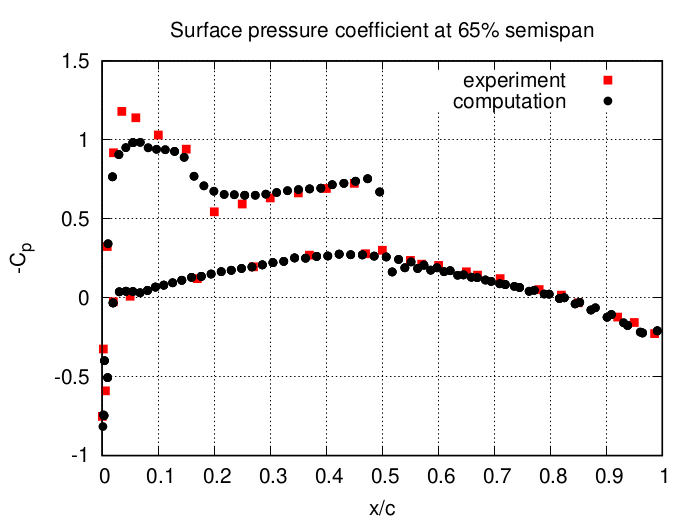 Surface pressure coefficient at 65% semispan
experiment
computation
1.5
1
0.5
0
-0.5
-1
-Cp
0 0.1 0.2 0.3 0.4 0.5 0.6 0.7 0.8 0.9 1
x/c